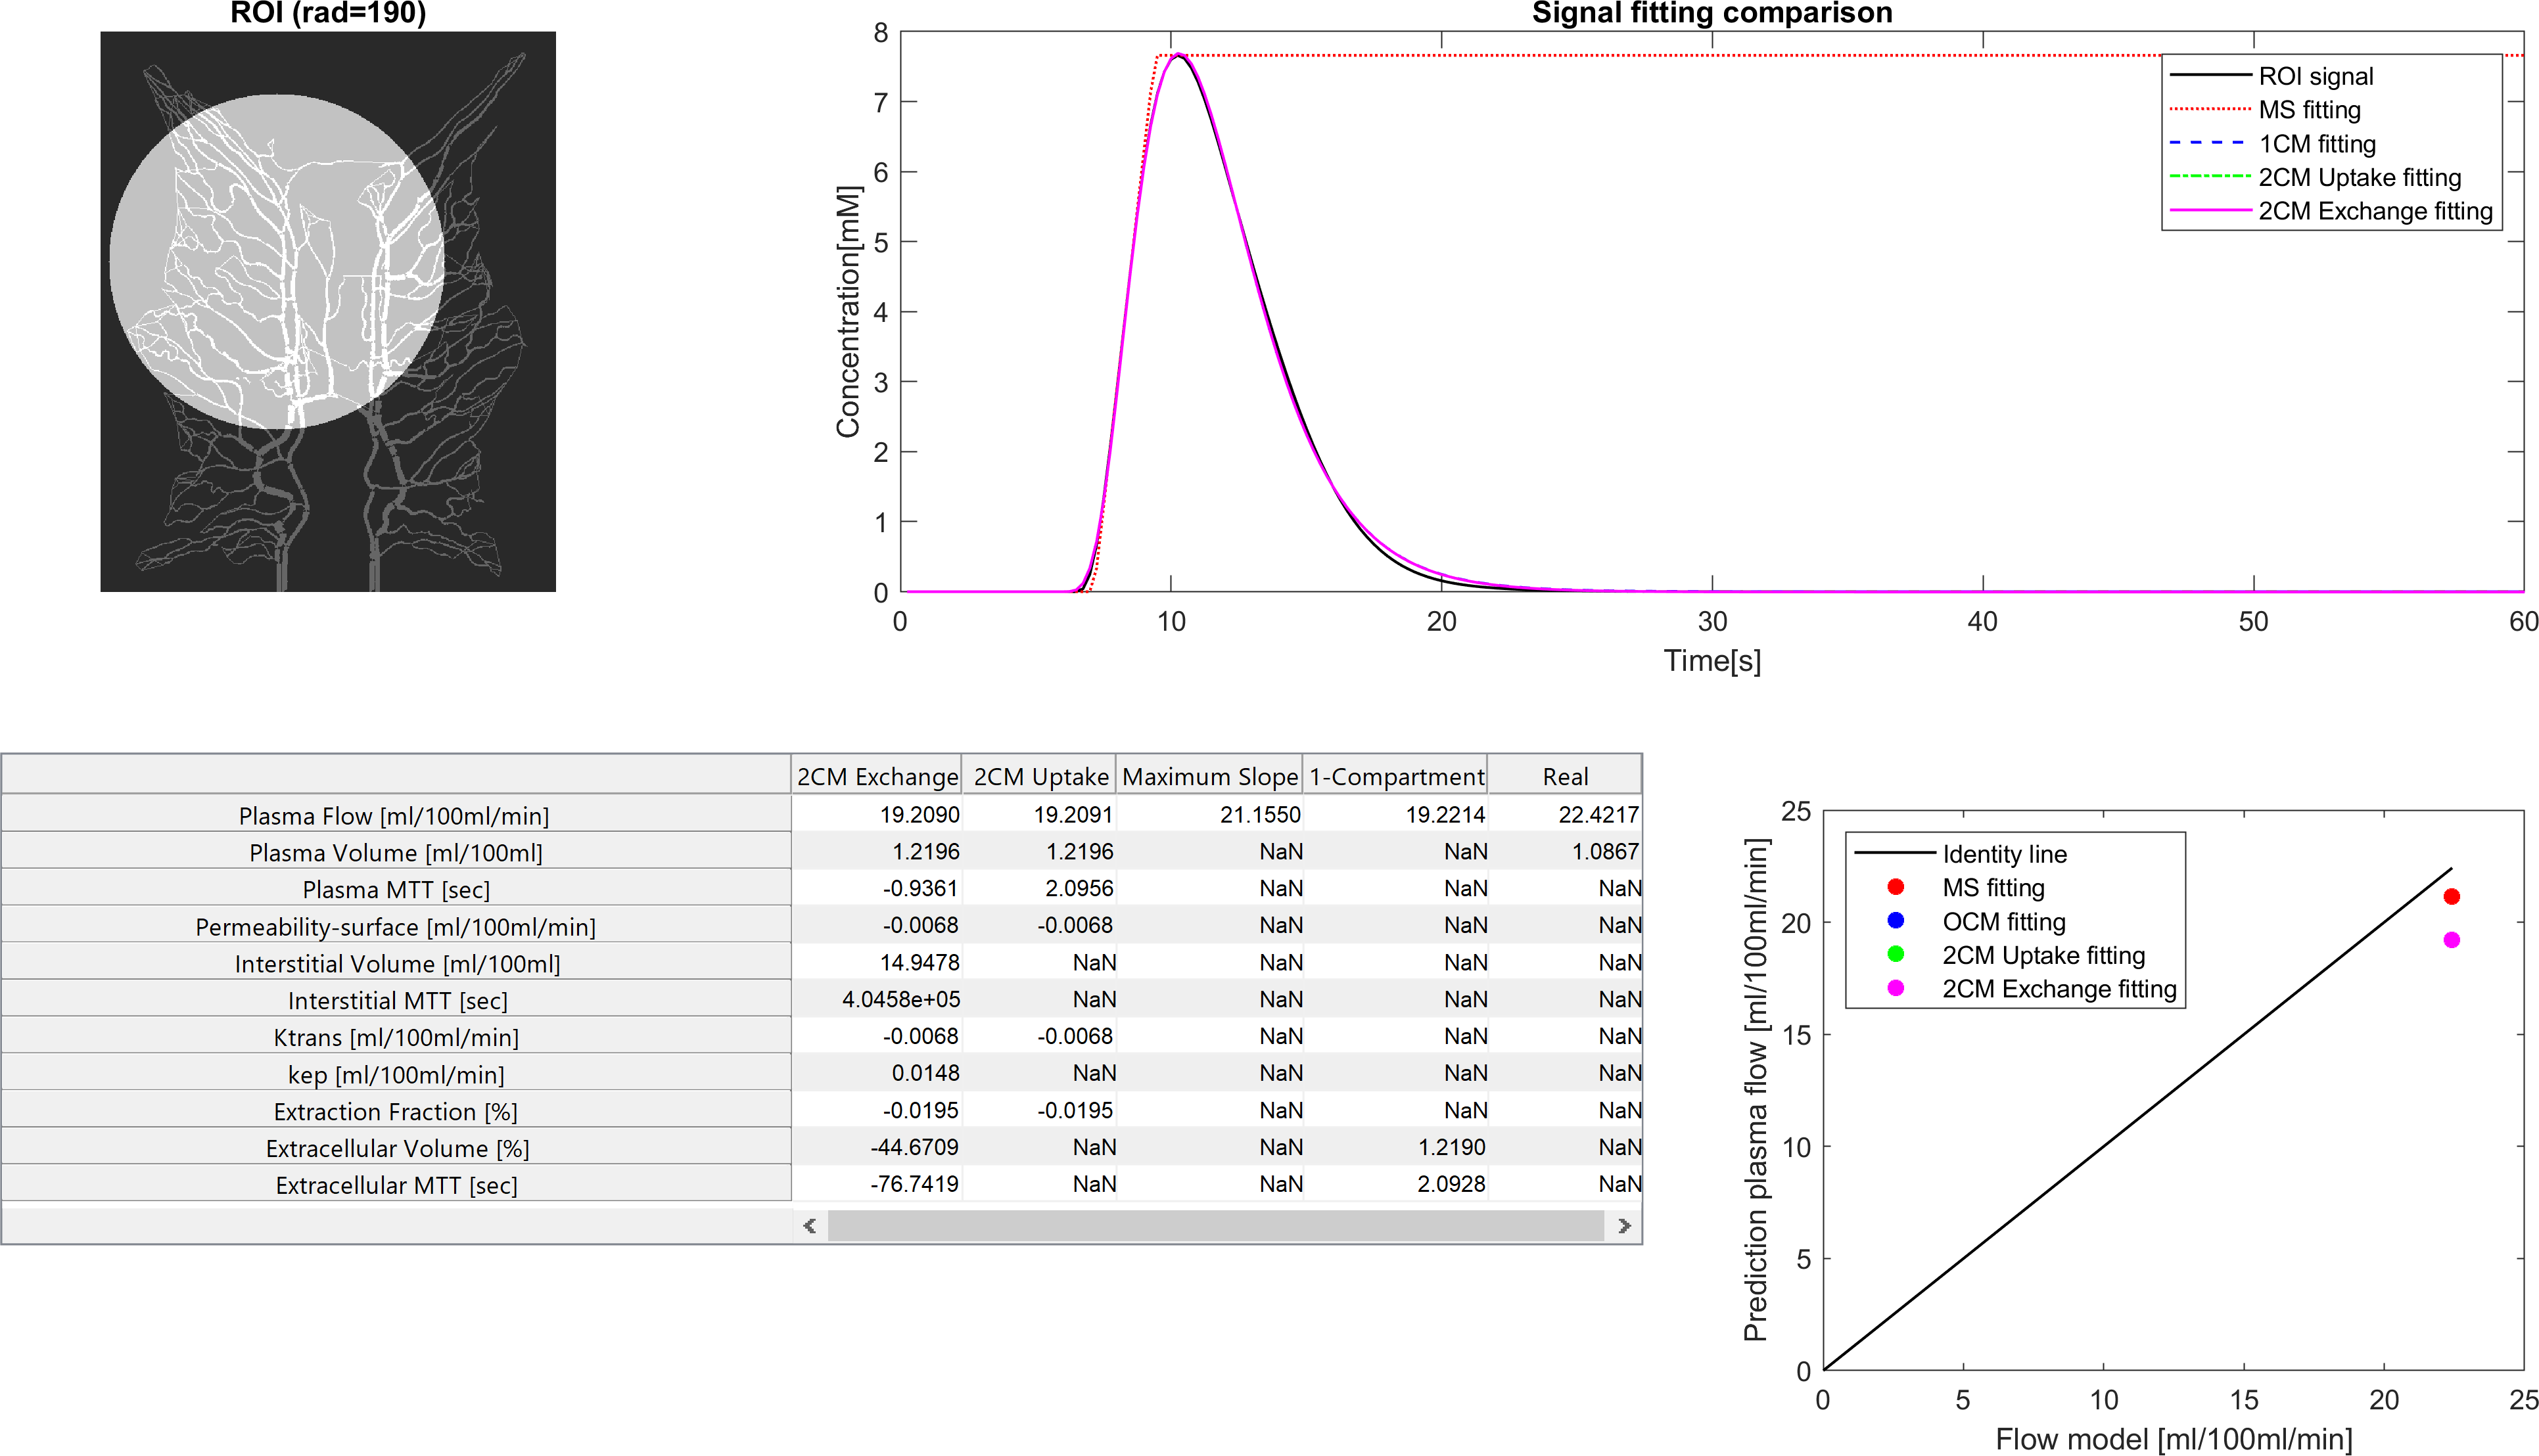 ROI (rad=190)
Signal fitting comparison
8
7
6
5
4
3
2
1
0
Concentration[mM]
0 10 20 30 40 50 60
Time[s]
ROI signal
MS fitting
1CM fitting
2CM Uptake fitting
2CM Exchange fitting
2CM Exchange 2CM Uptake Maximum Slope 1-Compartment Real
Plasma Flow [ml/100ml/min] 19.2090 19.2091 21.1550 19.2214 22.4217
Plasma Volume [ml/100ml] 1.2196 1.2196 NaN NaN 1.0867
Plasma MTT [sec] -0.9361 2.0956 NaN NaN NaN
Permeability-surface [ml/100ml/min] -0.0068 -0.0068 NaN NaN NaN
Interstitial Volume [ml/100ml] 14.9478 NaN NaN NaN NaN
Interstitial MTT [sec] 4.0458e+05 NaN NaN NaN NaN
Ktrans [ml/100ml/min] -0.0068 -0.0068 NaN NaN NaN
kep [ml/100ml/min] 0.0148 NaN NaN NaN NaN
Extraction Fraction [%] -0.0195 -0.0195 NaN NaN NaN
Extracellular Volume [%] -44.6709 NaN NaN 1.2190 NaN
Extracellular MTT [sec] -76.7419 NaN NaN 2.0928 NaN
25
20
15
10
5
0
Prediction plasma flow [ml/100ml/min]
Identity line
MS fitting
OCM fitting
2CM Uptake fitting
2CM Exchange fitting
0 5 10 15 20 25
Flow model [ml/100ml/min]